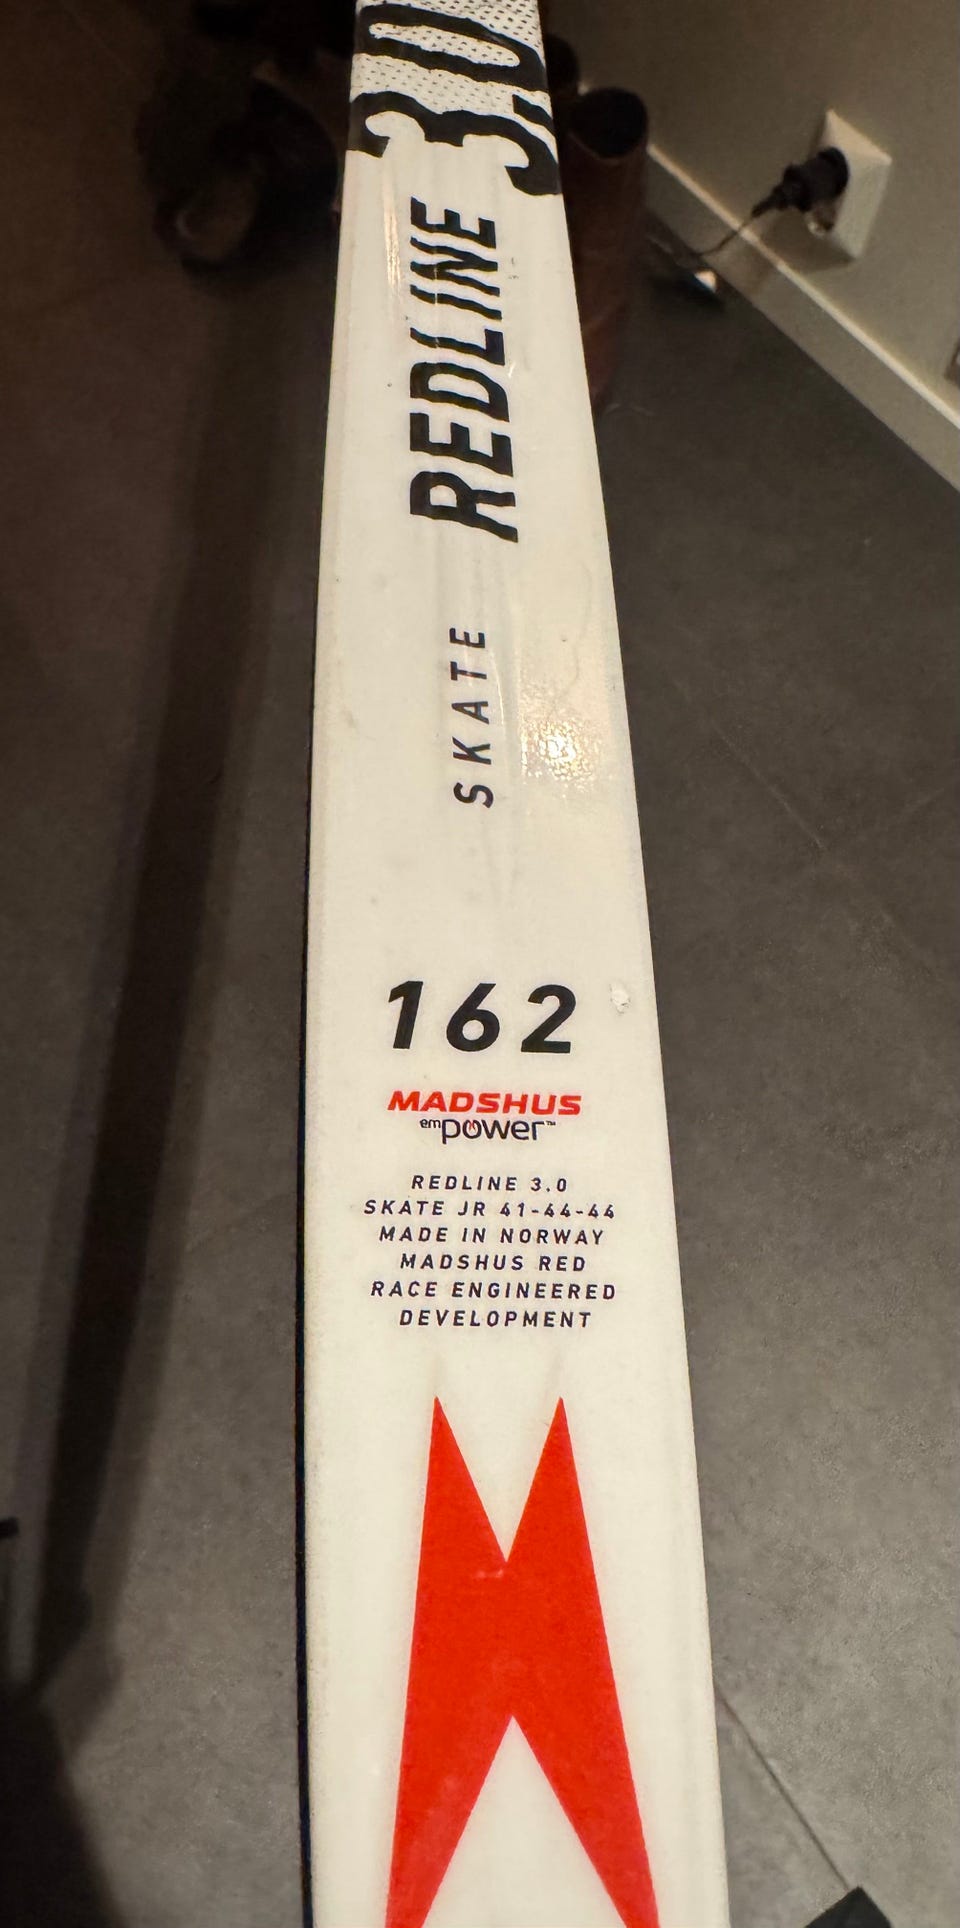 3.0
REDLINE
SKATE
162
MADSHUS
empower™
REDLINE 3.0
SKATE JR 41-44-44
MADE IN NORWAY
MADSHUS RED
RACE ENGINEERED
DEVELOPMENT